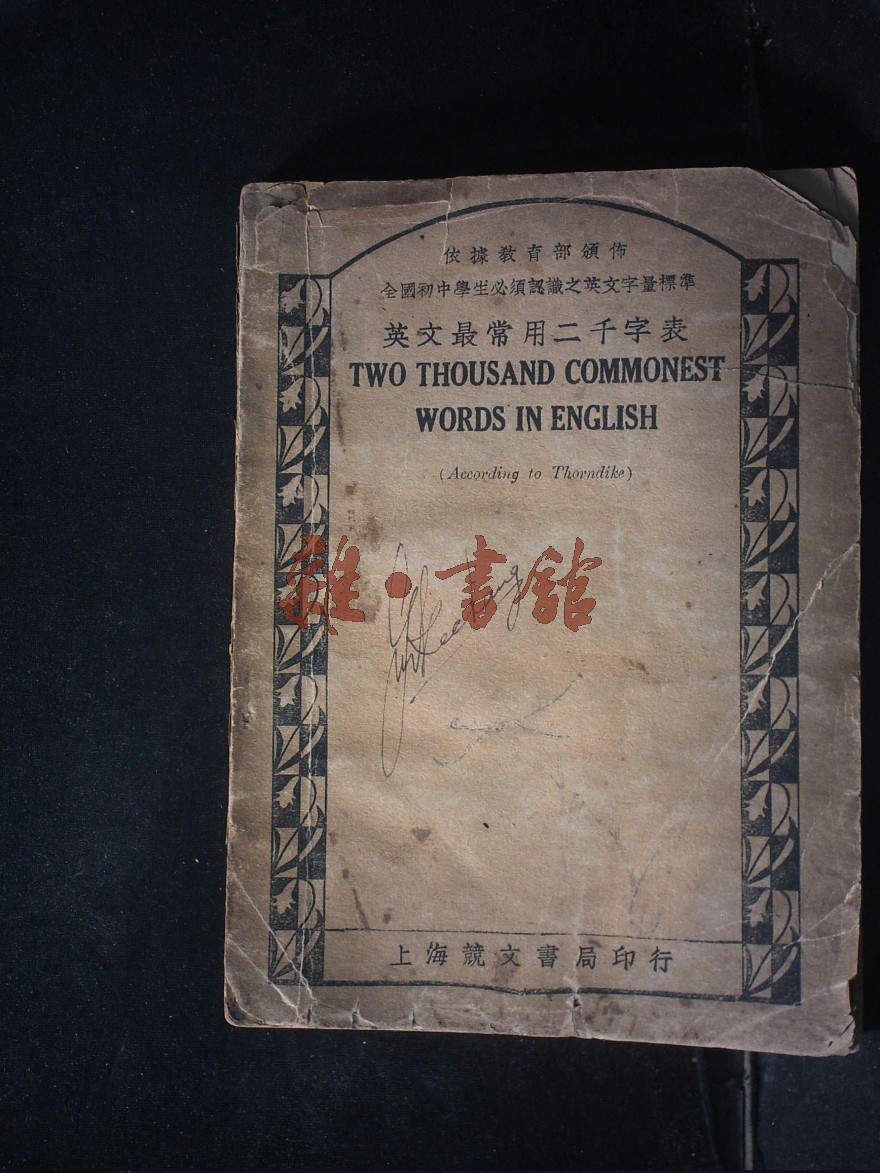 依據教育部頒佈
全國初中學生必須認識之英文字量標準
英文最常用二千字表
TWO THOUSAND COMMONEST
WORDS IN ENGLISH
(According to Thorndike)
雜·書館
上海競文書局印行